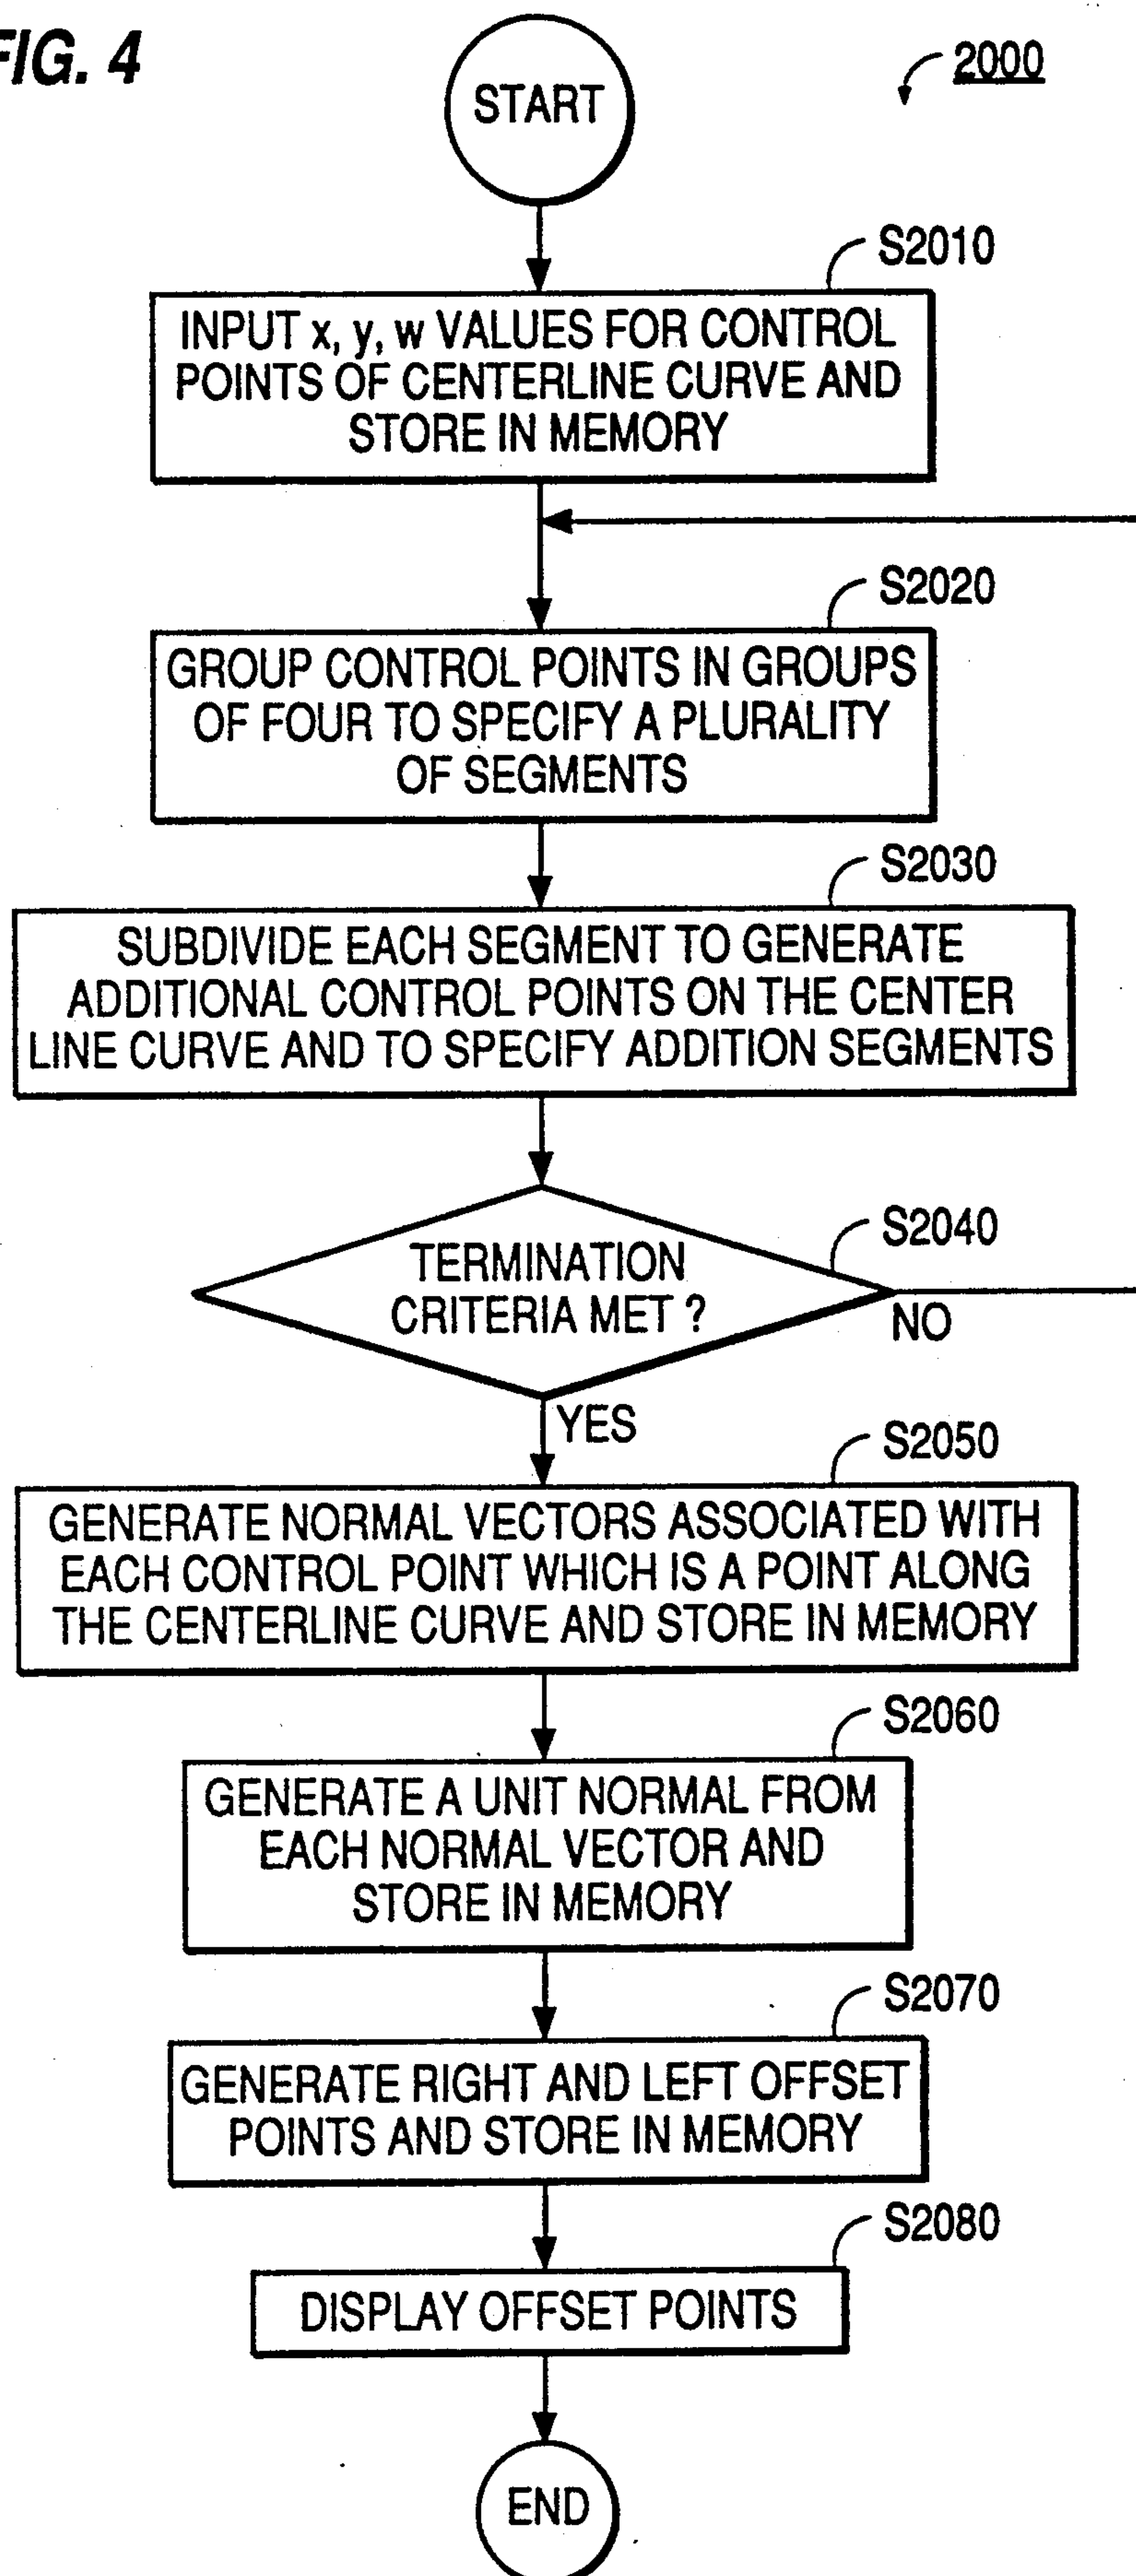 FIG. 4
START
2000
S2010
INPUT x, y, w VALUES FOR CONTROL
POINTS OF CENTERLINE CURVE AND
STORE IN MEMORY
S2020
GROUP CONTROL POINTS IN GROUPS
OF FOUR TO SPECIFY A PLURALITY
OF SEGMENTS
S2030
SUBDIVIDE EACH SEGMENT TO GENERATE
ADDITIONAL CONTROL POINTS ON THE CENTER
LINE CURVE AND TO SPECIFY ADDITION SEGMENTS
S2040
TERMINATION
CRITERIA MET ?
NO
YES
S2050
GENERATE NORMAL VECTORS ASSOCIATED WITH
EACH CONTROL POINT WHICH IS A POINT ALONG
THE CENTERLINE CURVE AND STORE IN MEMORY
S2060
GENERATE A UNIT NORMAL FROM
EACH NORMAL VECTOR AND
STORE IN MEMORY
S2070
GENERATE RIGHT AND LEFT OFFSET
POINTS AND STORE IN MEMORY
S2080
DISPLAY OFFSET POINTS
END